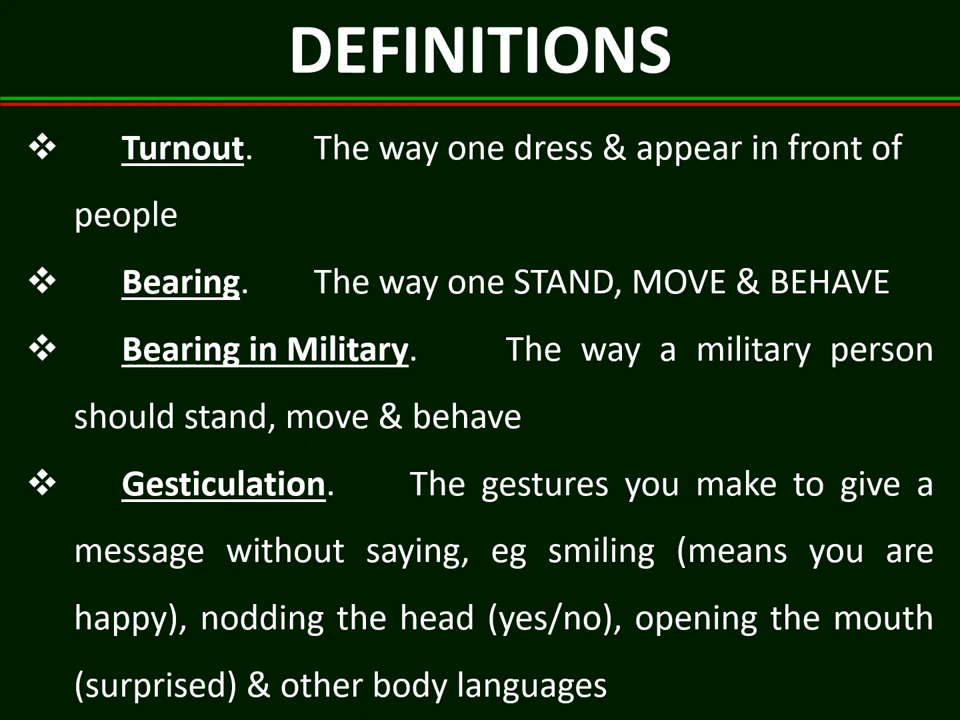 DEFINITIONS
❖ Turnout. The way one dress & appear in front of
people
❖ Bearing. The way one STAND, MOVE & BEHAVE
❖ Bearing in Military. The way a military person
should stand, move & behave
❖ Gesticulation. The gestures you make to give a
message without saying, eg smiling (means you are
happy), nodding the head (yes/no), opening the mouth
(surprised) & other body languages